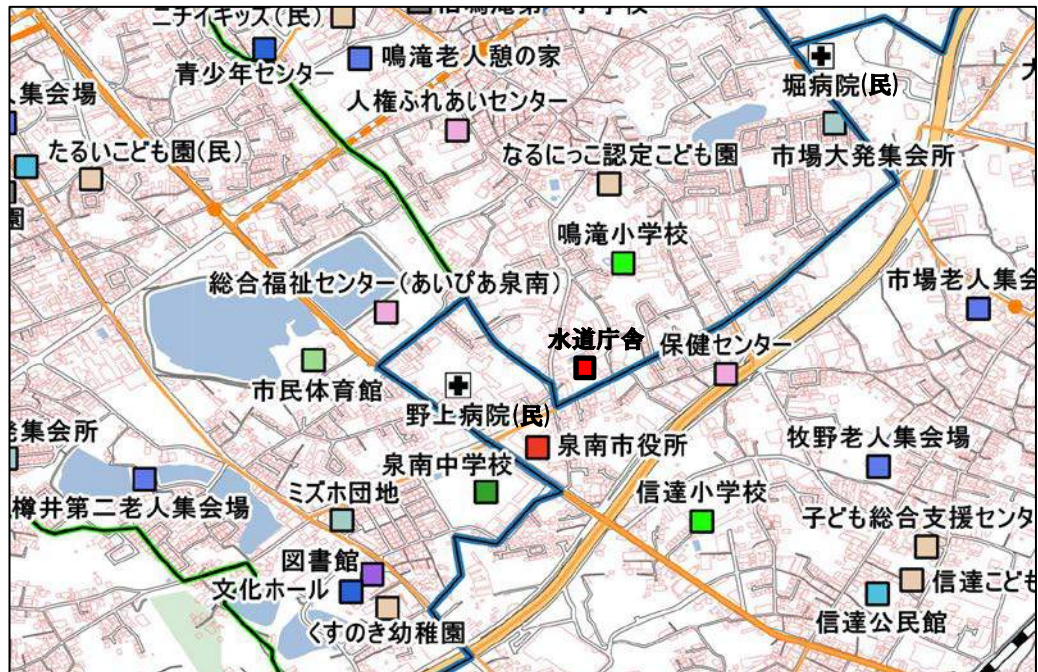 ニチイキッズ(民)
青少年センター
鳴滝老人憩の家
堀病院(民)
人集会場
人権ふれあいセンター
たるいこども園(民)
なるにっこ認定こども園
市場大発集会所
園
鳴滝小学校
総合福祉センター(あいぴあ泉南)
市場老人集会
水道庁舎
保健センター
市民体育館
野上病院(民)
集会所
泉南市役所
牧野老人集会場
泉南中学校
ミズホ団地
信達小学校
樽井第二老人集会場
子ども総合支援センタ
図書館
文化ホール
信達こども
くすのき幼稚園
信達公民館